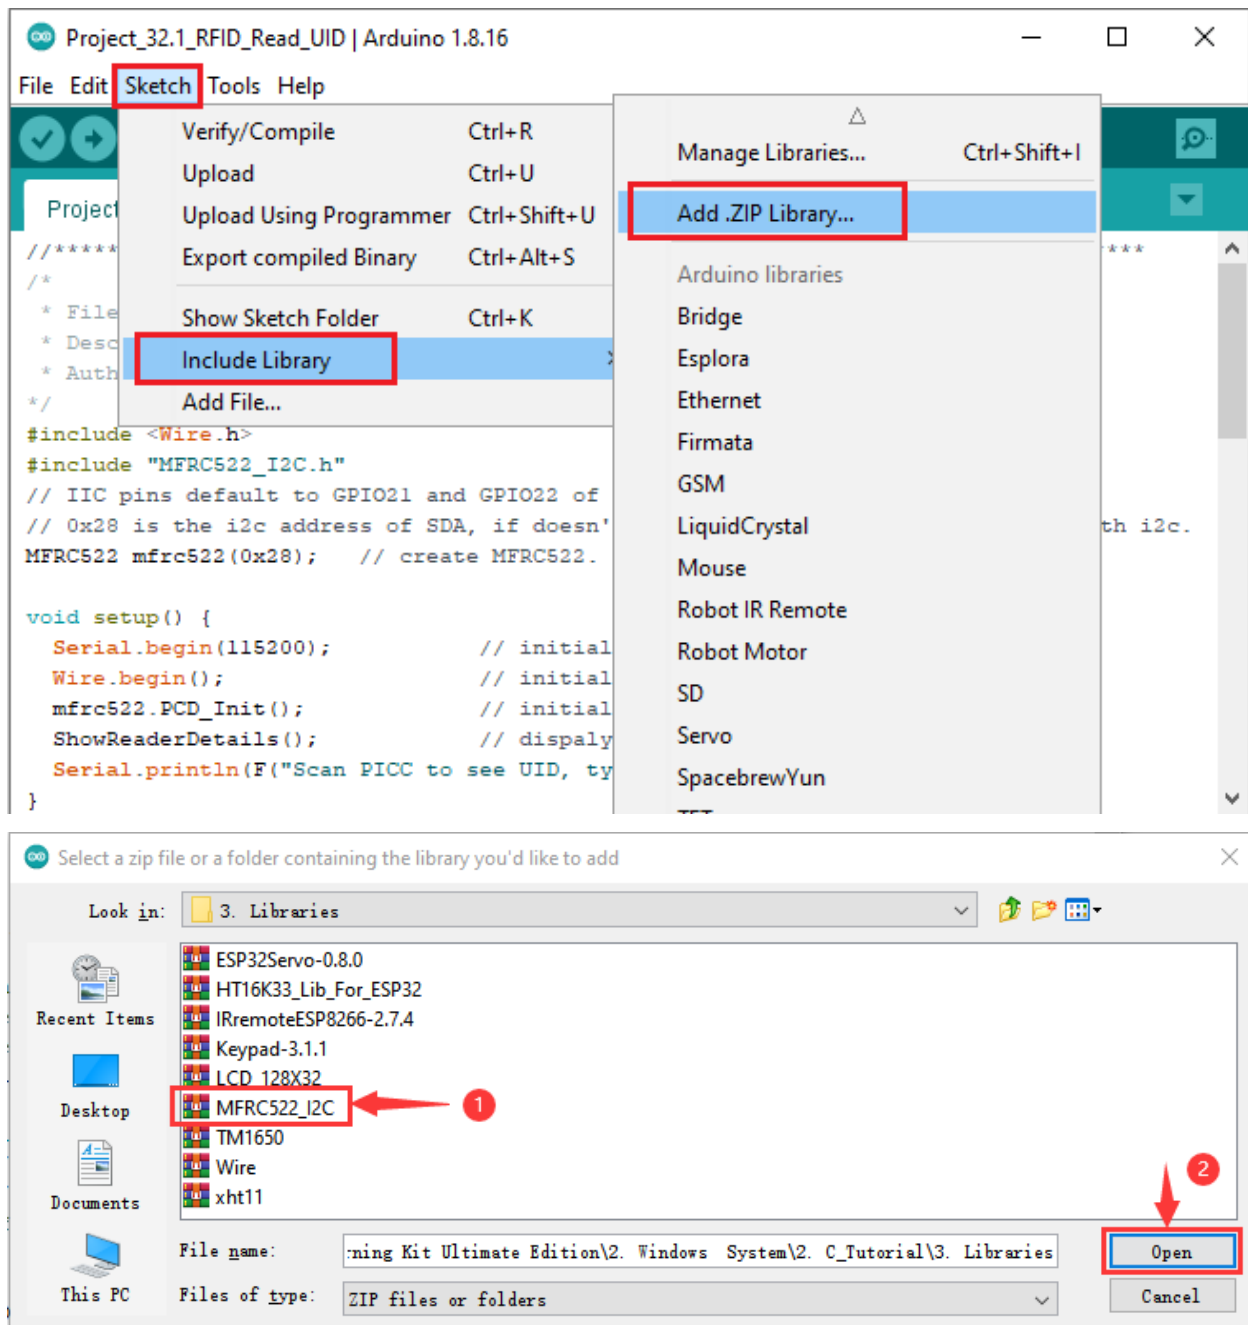 Project_32.1_RFID_Read_UID | Arduino 1.8.16
File Edit Sketch Tools Help
Verify/Compile Ctrl+R
Upload Ctrl+U
Upload Using Programmer Ctrl+Shift+U
Export compiled Binary Ctrl+Alt+S
Show Sketch Folder Ctrl+K
Include Library
Add File...
Manage Libraries... Ctrl+Shift+I
Add .ZIP Library...
Arduino libraries
Bridge
Esplora
Ethernet
Firmata
GSM
LiquidCrystal
Mouse
Robot IR Remote
Robot Motor
SD
Servo
SpacebrewYun
Project
//***** ****
/*
* File
* Desc
* Auth
*/
#include <Wire.h>
#include "MFRC522_I2C.h"
// IIC pins default to GPIO21 and GPIO22 of
// 0x28 is the i2c address of SDA, if doesn' th i2c.
MFRC522 mfrc522(0x28); // create MFRC522.
void setup() {
Serial.begin(115200); // initial
Wire.begin(); // initial
mfrc522.PCD_Init(); // initial
ShowReaderDetails(); // dispaly
Serial.println(F("Scan PICC to see UID, ty
}
Select a zip file or a folder containing the library you'd like to add
Look in: 3. Libraries
Recent Items
Desktop
Documents
This PC
ESP32Servo-0.8.0
HT16K33_Lib_For_ESP32
IRremoteESP8266-2.7.4
Keypad-3.1.1
LCD_128X32
MFRC522_I2C 1
TM1650
Wire
xht11
2
File name: :ning Kit Ultimate Edition\2. Windows System\2. C_Tutorial\3. Libraries Open
Files of type: ZIP files or folders Cancel